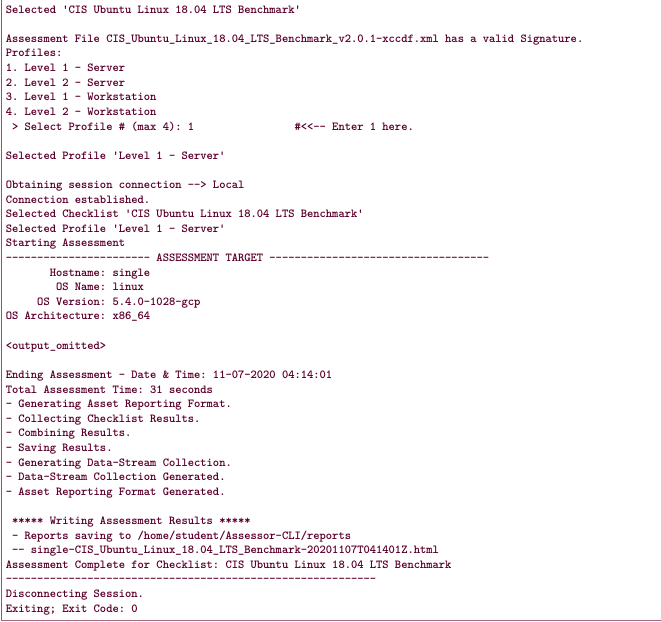 Selected 'CIS Ubuntu Linux 18.04 LTS Benchmark'
Assessment File CIS_Ubuntu_Linux_18.04_LTS_Benchmark_v2.0.1-xccdf.xml has a valid Signature.
Profiles:
1. Level 1 - Server
2. Level 2 - Server
3. Level 1 - Workstation
4. Level 2 - Workstation
> Select Profile # (max 4): 1 #<<-- Enter 1 here.
Selected Profile 'Level 1 - Server'
Obtaining session connection --> Local
Connection established.
Selected Checklist 'CIS Ubuntu Linux 18.04 LTS Benchmark'
Selected Profile 'Level 1 - Server'
Starting Assessment
----------------------- ASSESSMENT TARGET -----------------------------------
Hostname: single
OS Name: linux
OS Version: 5.4.0-1028-gcp
OS Architecture: x86_64
<output_omitted>
Ending Assessment - Date & Time: 11-07-2020 04:14:01
Total Assessment Time: 31 seconds
- Generating Asset Reporting Format.
- Collecting Checklist Results.
- Combining Results.
- Saving Results.
- Generating Data-Stream Collection.
- Data-Stream Collection Generated.
- Asset Reporting Format Generated.
***** Writing Assessment Results *****
- Reports saving to /home/student/Assessor-CLI/reports
-- single-CIS_Ubuntu_Linux_18.04_LTS_Benchmark-20201107T041401Z.html
Assessment Complete for Checklist: CIS Ubuntu Linux 18.04 LTS Benchmark
-----------------------------------------------------------
Disconnecting Session.
Exiting; Exit Code: 0